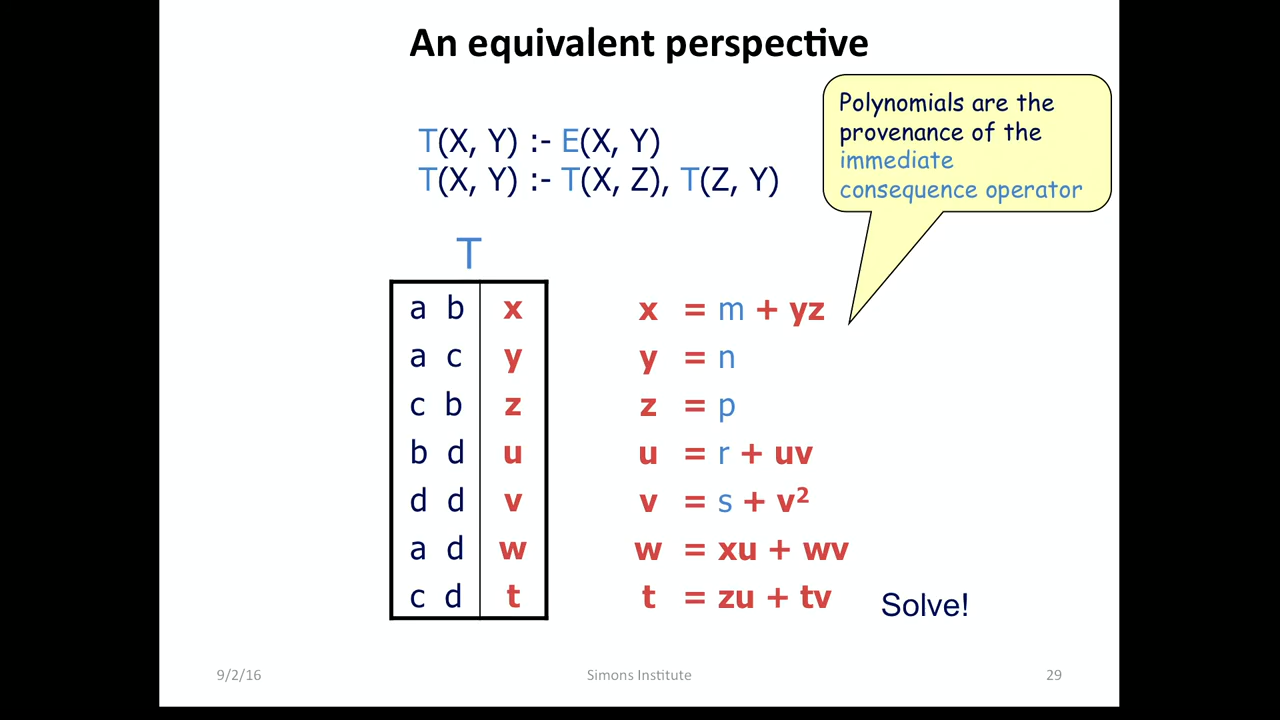 An equivalent perspective
Polynomials are the
provenance of the
immediate
consequence operator
T(X, Y) :- E(X, Y)
T(X, Y) :- T(X, Z), T(Z, Y)
T
a b x
a c y
c b z
b d u
d d v
a d w
c d t
x = m + yz
y = n
z = p
u = r + uv
v = s + v²
w = xu + wv
t = zu + tv
Solve!
9/2/16
Simons Institute
29